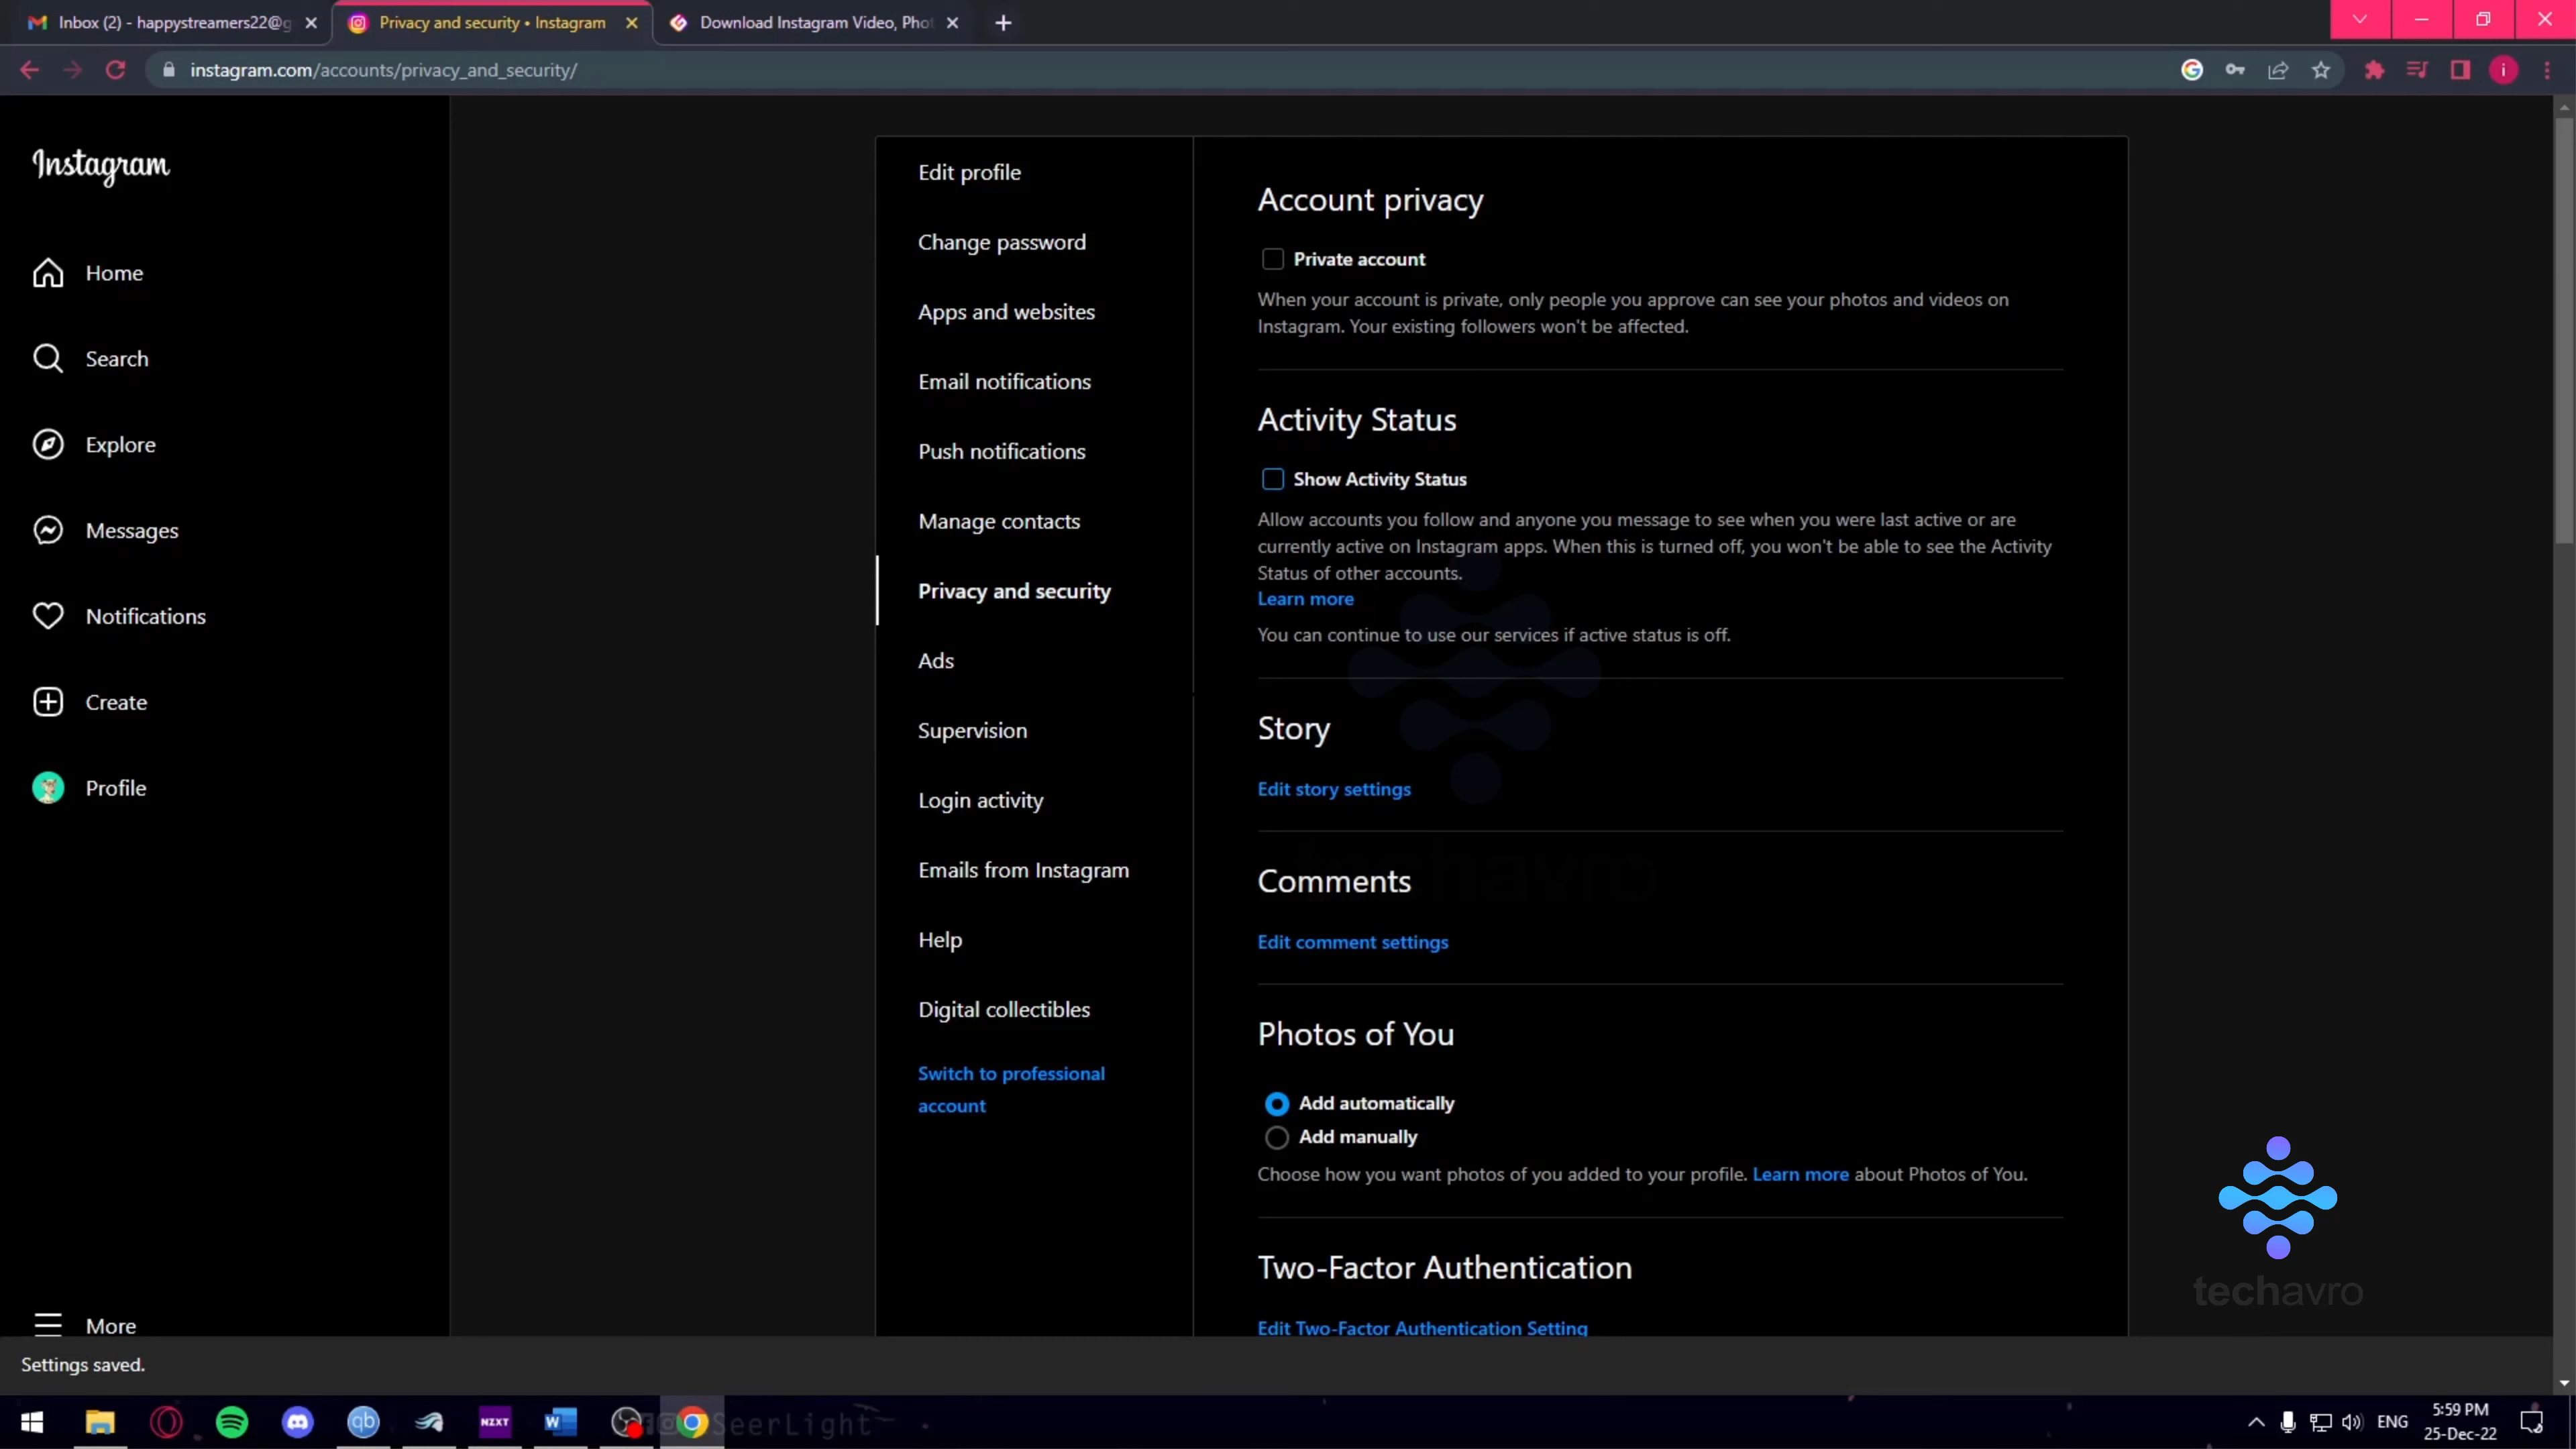 Inbox (2) - happystreamers22@g
Privacy and security • Instagram
Download Instagram Video, Phot
instagram.com/accounts/privacy_and_security/
i
Instagram
Home
Search
Explore
Messages
Notifications
Create
Profile
More
Edit profile
Change password
Apps and websites
Email notifications
Push notifications
Manage contacts
Privacy and security
Ads
Supervision
Login activity
Emails from Instagram
Help
Digital collectibles
Switch to professional
account
Account privacy
Private account
When your account is private, only people you approve can see your photos and videos on
Instagram. Your existing followers won't be affected.
Activity Status
Show Activity Status
Allow accounts you follow and anyone you message to see when you were last active or are
currently active on Instagram apps. When this is turned off, you won't be able to see the Activity
Status of other accounts.
Learn more
You can continue to use our services if active status is off.
Story
Edit story settings
Comments
techavro
Edit comment settings
Photos of You
Add automatically
Add manually
Choose how you want photos of you added to your profile. Learn more about Photos of You.
Two-Factor Authentication
Edit Two-Factor Authentication Setting
techavro
Settings saved.
qb
NZXT
W
SeerLight
ENG
5:59 PM
25-Dec-22